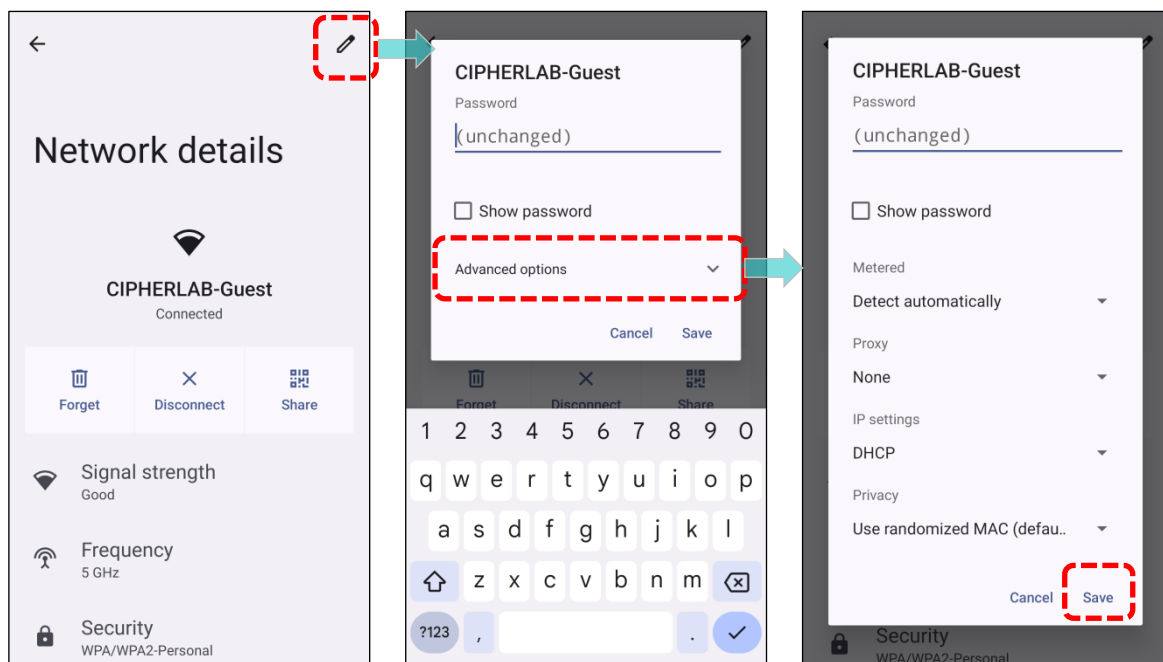 Network details
CIPHERLAB-Guest
Connected
Forget Disconnect Share
Signal strength
Good
Frequency
5 GHz
Security
WPA/WPA2-Personal
CIPHERLAB-Guest
Password
(unchanged)
Show password
Advanced options
Cancel Save
Forget Disconnect Share
1 2 3 4 5 6 7 8 9 0
q w e r t y u i o p
a s d f g h j k l
z x c v b n m
?123 , .
CIPHERLAB-Guest
Password
(unchanged)
Show password
Metered
Detect automatically
Proxy
None
IP settings
DHCP
Privacy
Use randomized MAC (defau..
Cancel Save
Security
WPA/WPA2-Personal